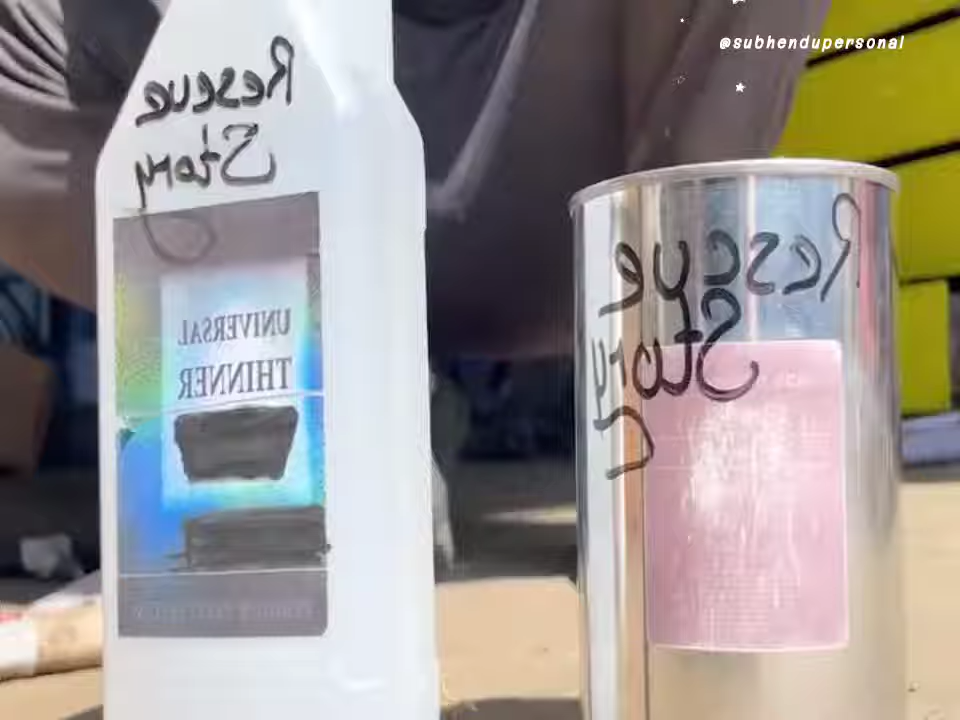 @subhendupersonal
Rescue
Story
UNIVERSAL
THINNER
Rescue
Story